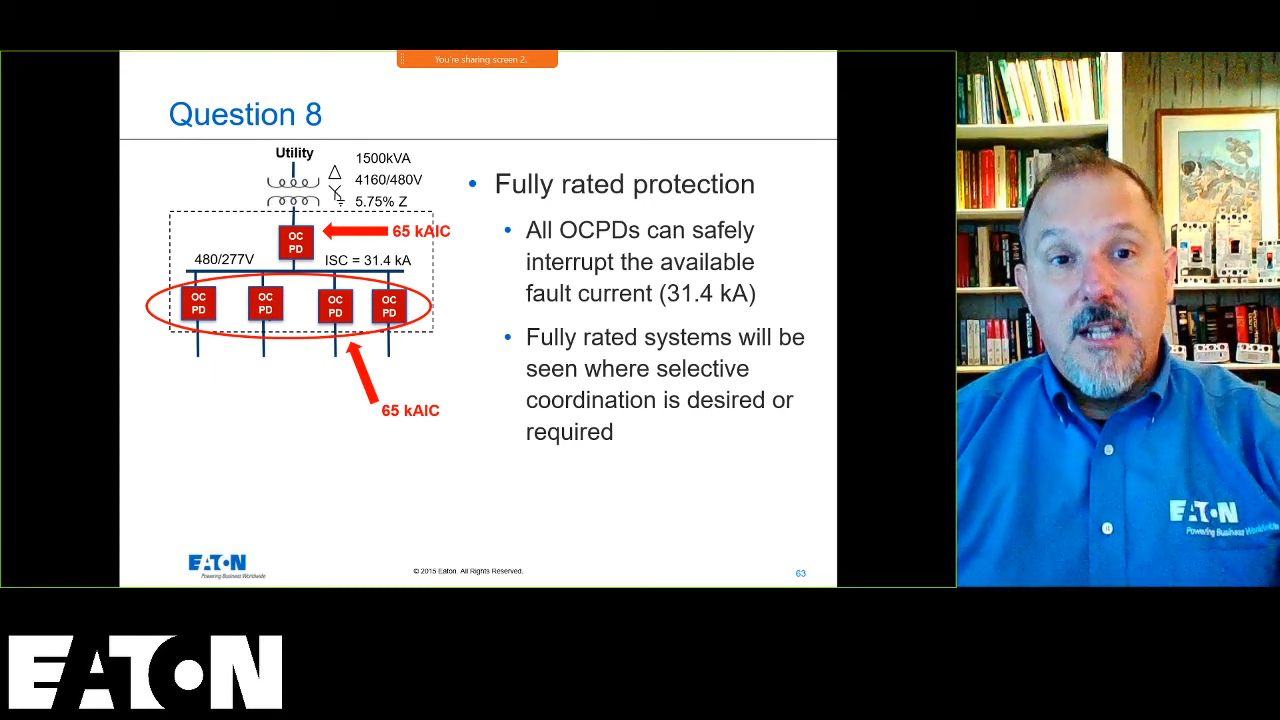 You're sharing screen 2.
Question 8
Utility
1500kVA
4160/480V
5.75% Z
OC
PD
65 kAIC
480/277V
ISC = 31.4 kA
OC
PD
OC
PD
OC
PD
OC
PD
65 kAIC
• Fully rated protection
• All OCPDs can safely
interrupt the available
fault current (31.4 kA)
• Fully rated systems will be
seen where selective
coordination is desired or
required
EATON
Powering Business Worldwide
© 2015 Eaton. All Rights Reserved.
63
EATON
Powering Business Worldwide
EATON